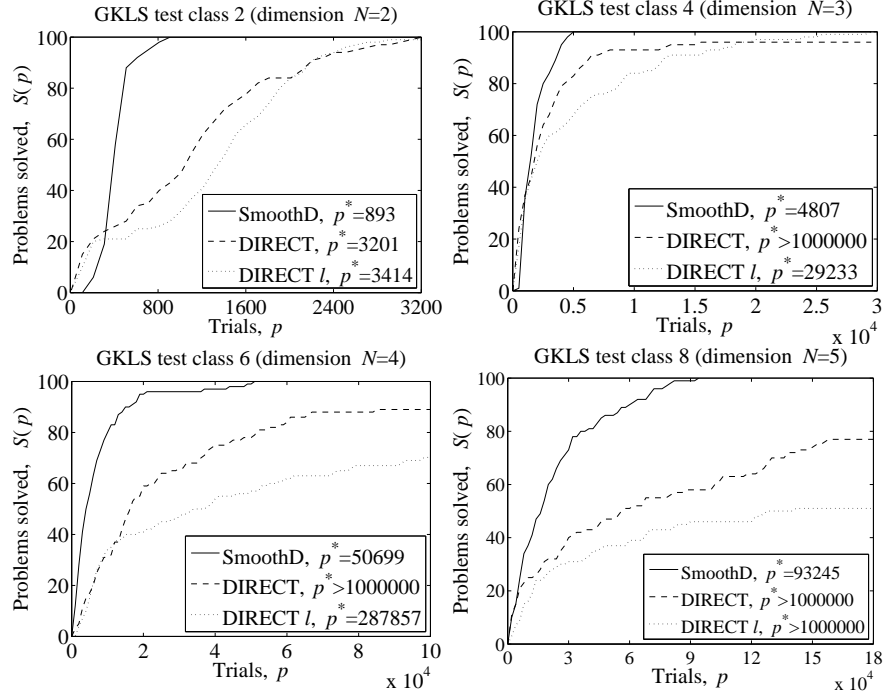 GKLS test class 2 (dimension N=2)
Problems solved, S(p)
100
80
60
40
20
0
SmoothD, p*=893
DIRECT, p*=3201
DIRECT l, p*=3414
0 800 1600 2400 3200
Trials, p
GKLS test class 4 (dimension N=3)
Problems solved, S(p)
100
80
60
40
20
0
SmoothD, p*=4807
DIRECT, p*>1000000
DIRECT l, p*=29233
0 0.5 1 1.5 2 2.5 3
Trials, p
x 10^4
GKLS test class 6 (dimension N=4)
Problems solved, S(p)
100
80
60
40
20
0
SmoothD, p*=50699
DIRECT, p*>1000000
DIRECT l, p*=287857
0 2 4 6 8 10
Trials, p
x 10^4
GKLS test class 8 (dimension N=5)
Problems solved, S(p)
100
80
60
40
20
0
SmoothD, p*=93245
DIRECT, p*>1000000
DIRECT l, p*>1000000
0 3 6 9 12 15 18
Trials, p
x 10^4